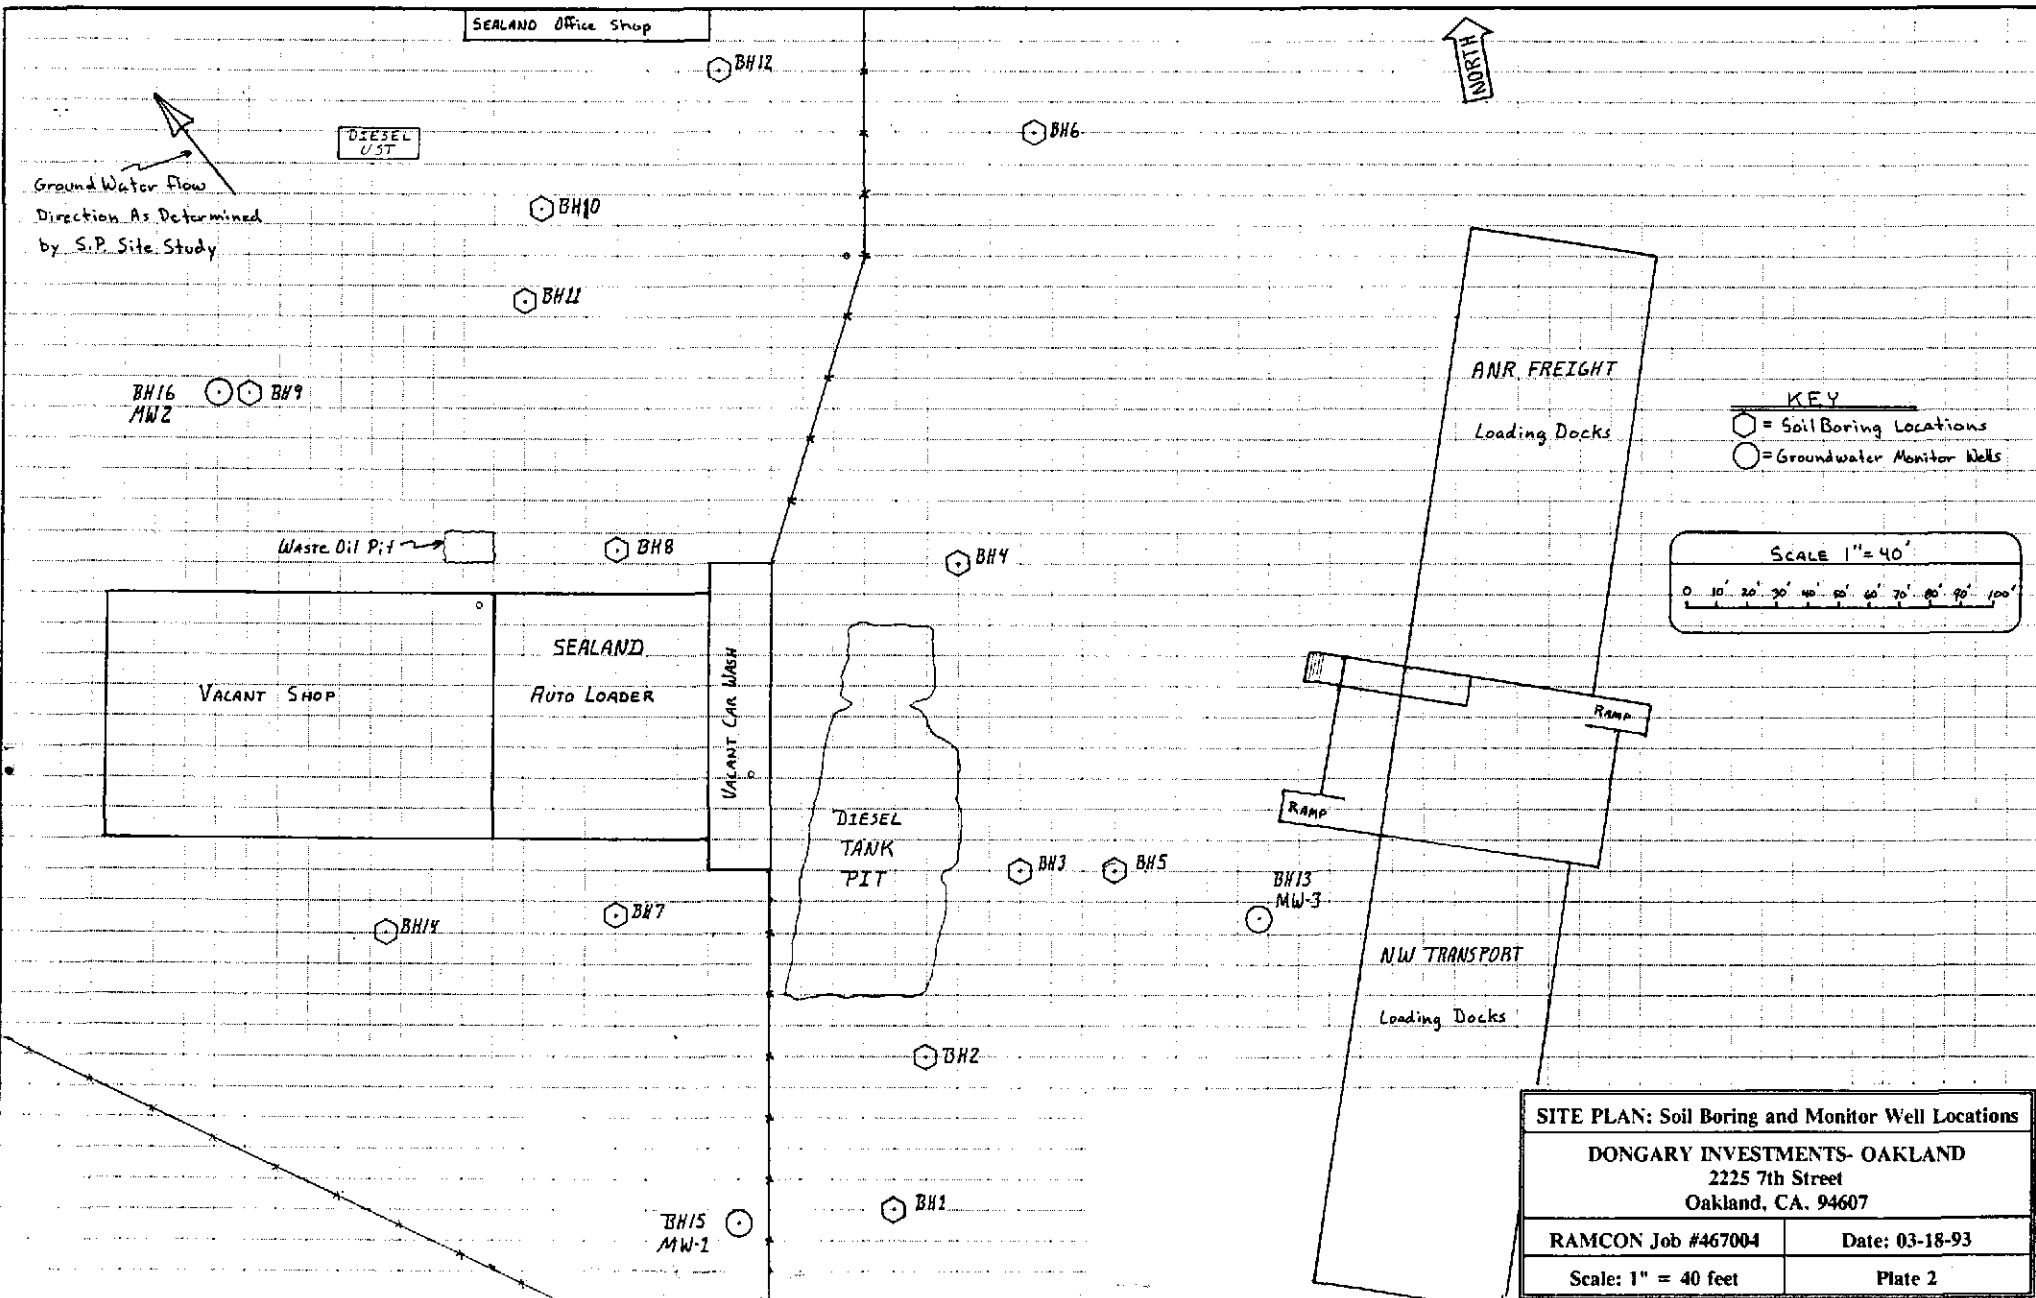 SEALAND Office Shop
BH12
NORTH
BH6
DIESEL
UST
Ground Water Flow
Direction As Determined
by S.P. Site Study
BH10
BH11
BH16
MW2
BH9
ANR FREIGHT
Loading Docks
KEY
= Soil Boring Locations
= Groundwater Monitor Wells
Waste Oil Pit
BH8
BH4
SCALE 1"=40'
0 10' 20' 30' 40' 50' 60' 70' 80' 90' 100'
VACANT SHOP
SEALAND
AUTO LOADER
VACANT CAR WASH
RAMP
RAMP
DIESEL
TANK
PIT
BH3
BH5
BH13
MW-3
BH14
BH7
NW TRANSPORT
Loading Docks
BH2
BH1
BH15
MW-1
SITE PLAN: Soil Boring and Monitor Well Locations
DONGARY INVESTMENTS- OAKLAND
2225 7th Street
Oakland, CA. 94607
RAMCON Job #467004
Date: 03-18-93
Scale: 1" = 40 feet
Plate 2